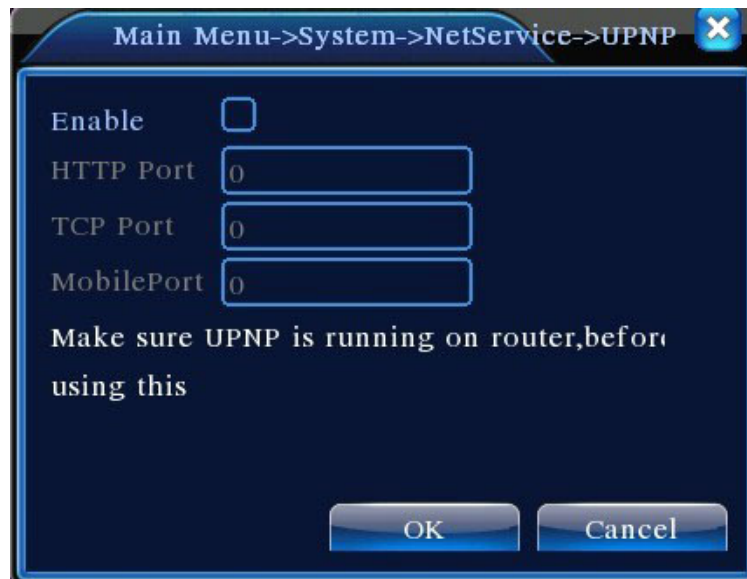 Main Menu->System->NetService->UPNP
Enable
HTTP Port 0
TCP Port 0
MobilePort 0
Make sure UPNP is running on router,before
using this
OK Cancel